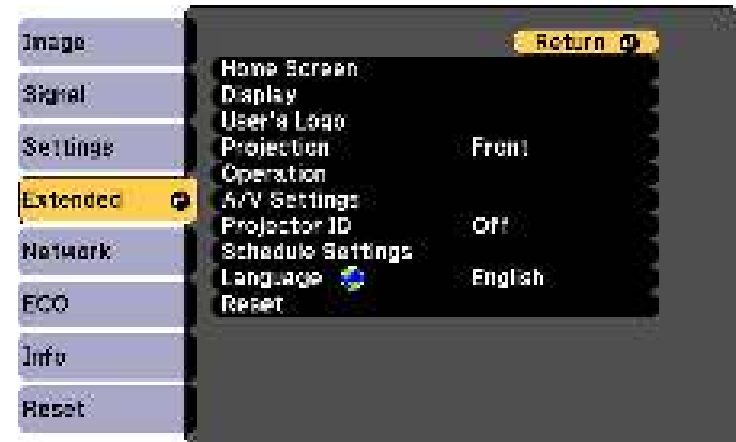 Image
Signal
Settings
Extended
Network
ECO
Info
Reset
Return
Home Screen
Display
User's Logo
Projection Front
Operation
A/V Settings
Projector ID Off
Schedule Settings
Language English
Reset